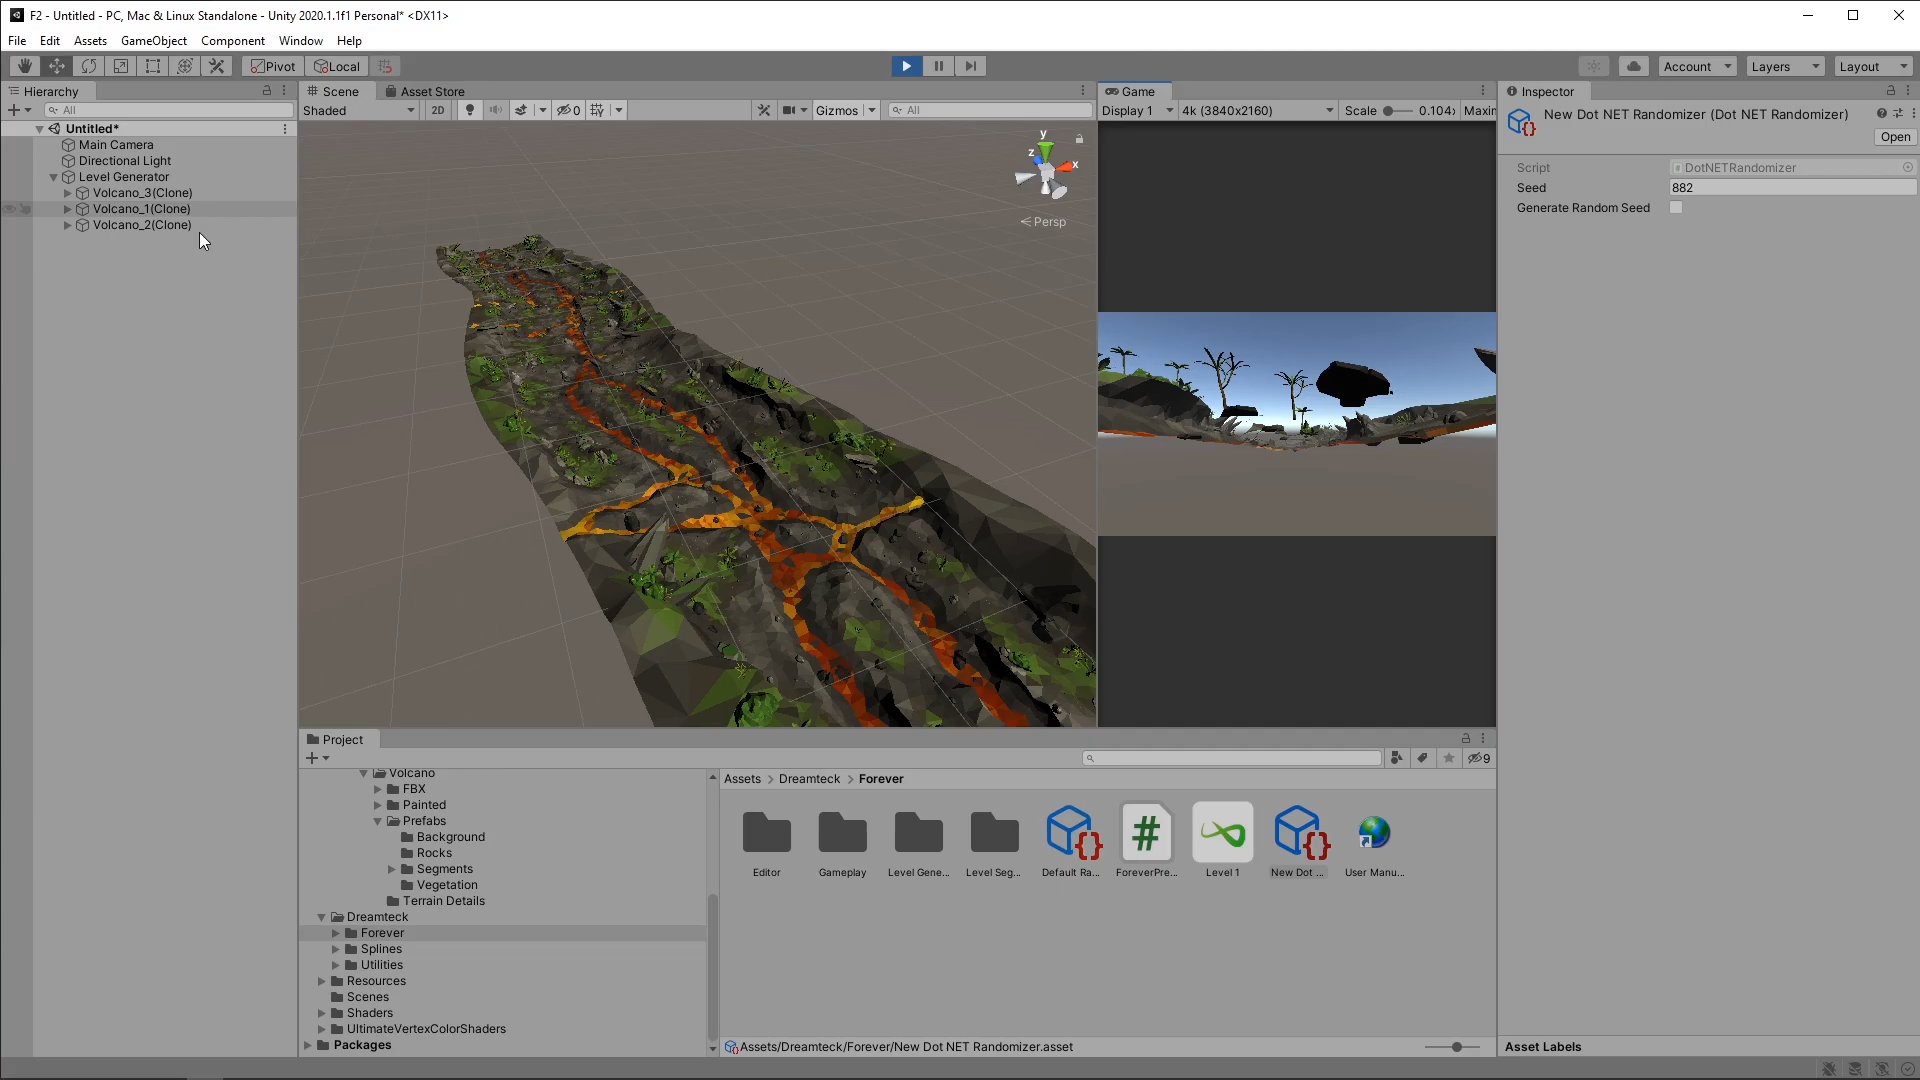 F2 - Untitled - PC, Mac & Linux Standalone - Unity 2020.1.1f1 Personal* <DX11>
File Edit Assets GameObject Component Window Help
Pivot Local Account Layers Layout
Hierarchy
All
Untitled*
Main Camera
Directional Light
Level Generator
Volcano_3(Clone)
Volcano_1(Clone)
Volcano_2(Clone)
Scene Asset Store
Shaded 2D 0 Gizmos All
y
z
x
Persp
Game
Display 1 4k (3840x2160) Scale 0.104x Maxin
Inspector
New Dot NET Randomizer (Dot NET Randomizer)
Open
Script DotNETRandomizer
Seed 882
Generate Random Seed
Project
9
Volcano
FBX
Painted
Prefabs
Background
Rocks
Segments
Vegetation
Terrain Details
Dreamteck
Forever
Splines
Utilities
Resources
Scenes
Shaders
UltimateVertexColorShaders
Packages
Assets > Dreamteck > Forever
Editor Gameplay Level Gene... Level Seg... Default Ra... ForeverPre... Level 1 New Dot ... User Manu...
Assets/Dreamteck/Forever/New Dot NET Randomizer.asset
Asset Labels